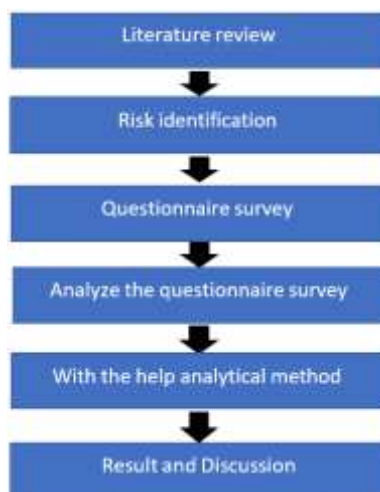 Literature review
Risk identification
Questionnaire survey
Analyze the questionnaire survey
With the help analytical method
Result and Discussion